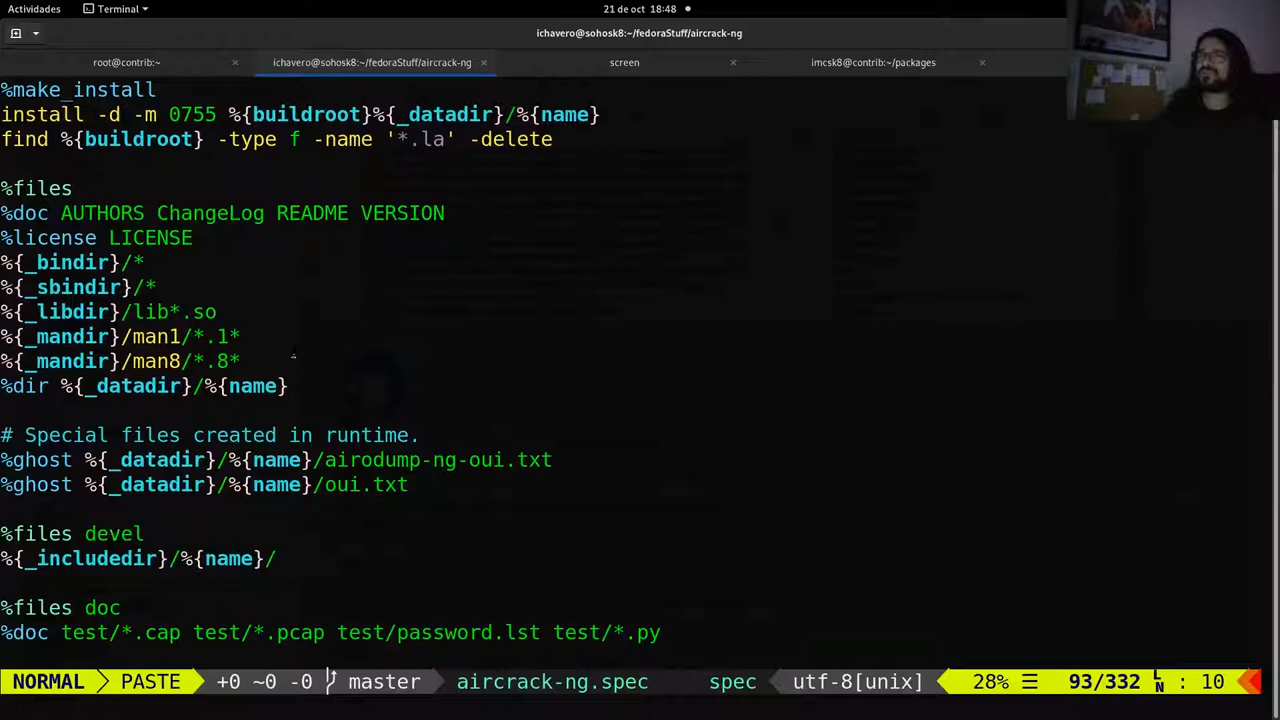 Actividades
Terminal
21 de oct 18:48
ichavero@sohosk8:~/fedoraStuff/aircrack-ng
root@contrib:~
ichavero@sohosk8:~/fedoraStuff/aircrack-ng
screen
imcsk8@contrib:~/packages
%make_install
install -d -m 0755 %{buildroot}%{_datadir}/%{name}
find %{buildroot} -type f -name '*.la' -delete
%files
%doc AUTHORS ChangeLog README VERSION
%license LICENSE
%{_bindir}/*
%{_sbindir}/*
%{_libdir}/lib*.so
%{_mandir}/man1/*.1*
%{_mandir}/man8/*.8*
%dir %{_datadir}/%{name}
# Special files created in runtime.
%ghost %{_datadir}/%{name}/airodump-ng-oui.txt
%ghost %{_datadir}/%{name}/oui.txt
%files devel
%{_includedir}/%{name}/
%files doc
%doc test/*.cap test/*.pcap test/password.lst test/*.py
NORMAL PASTE +0 ~0 -0 master aircrack-ng.spec spec utf-8[unix] 28% ☰ 93/332 LN : 10